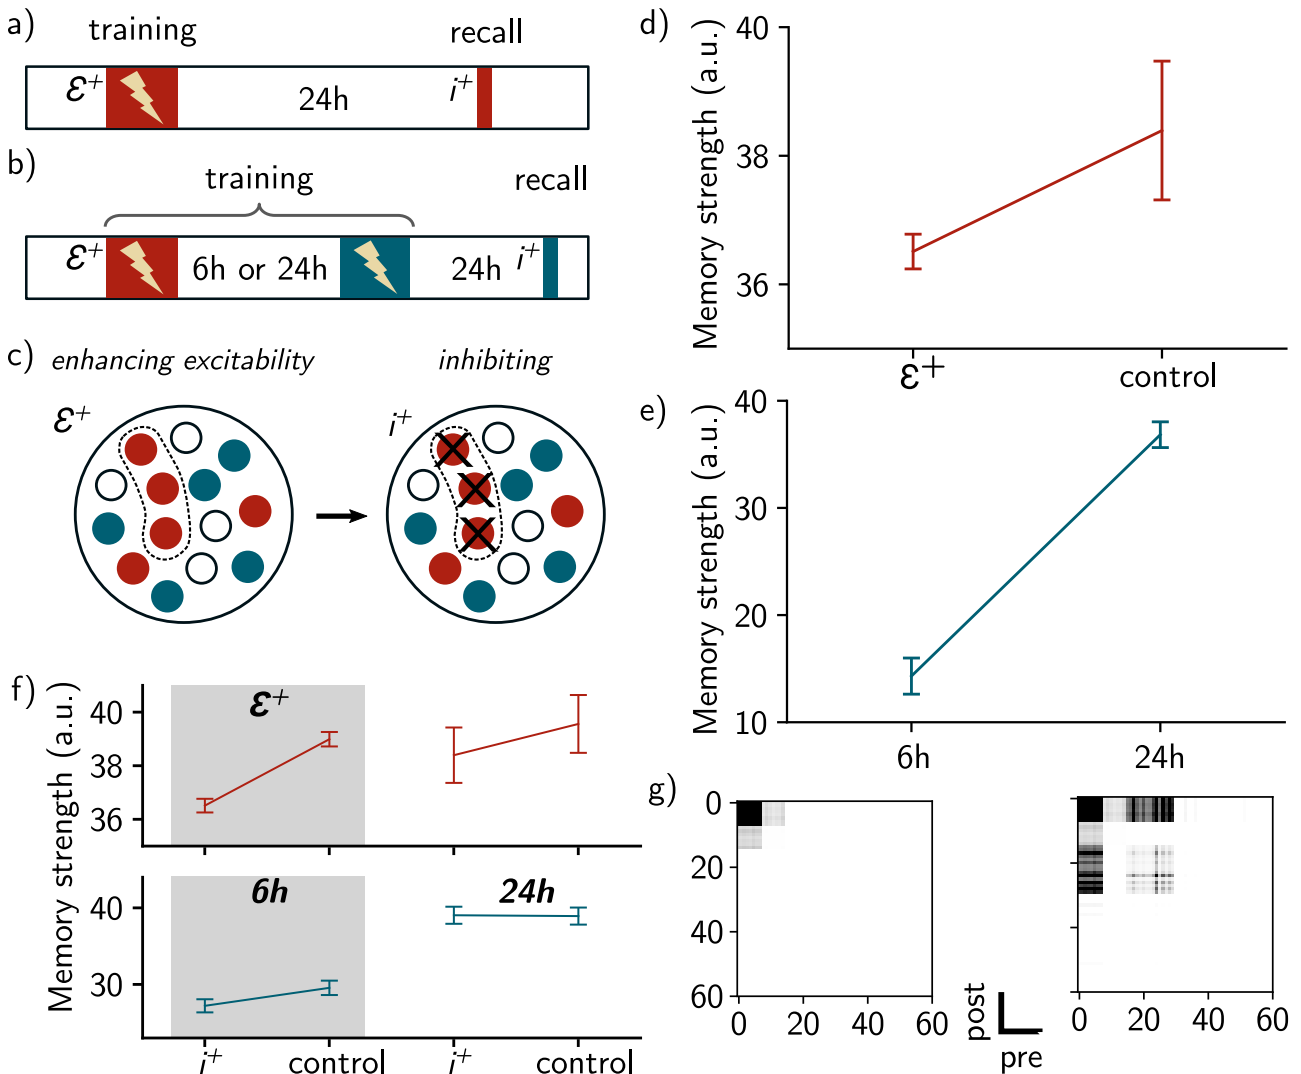 a)
training
recall
ℰ⁺
24h
i⁺
b)
training
recall
ℰ⁺
6h or 24h
24h
i⁺
c)
enhancing excitability
inhibiting
ℰ⁺
i⁺
d)
Memory strength (a.u.)
40
38
36
ℰ⁺
control
e)
Memory strength (a.u.)
40
30
20
10
6h
24h
f)
Memory strength (a.u.)
ℰ⁺
40
38
36
6h
24h
40
30
i⁺
control
i⁺
control
g)
0
20
40
60
0
20
40
60
post
pre
0
20
40
60